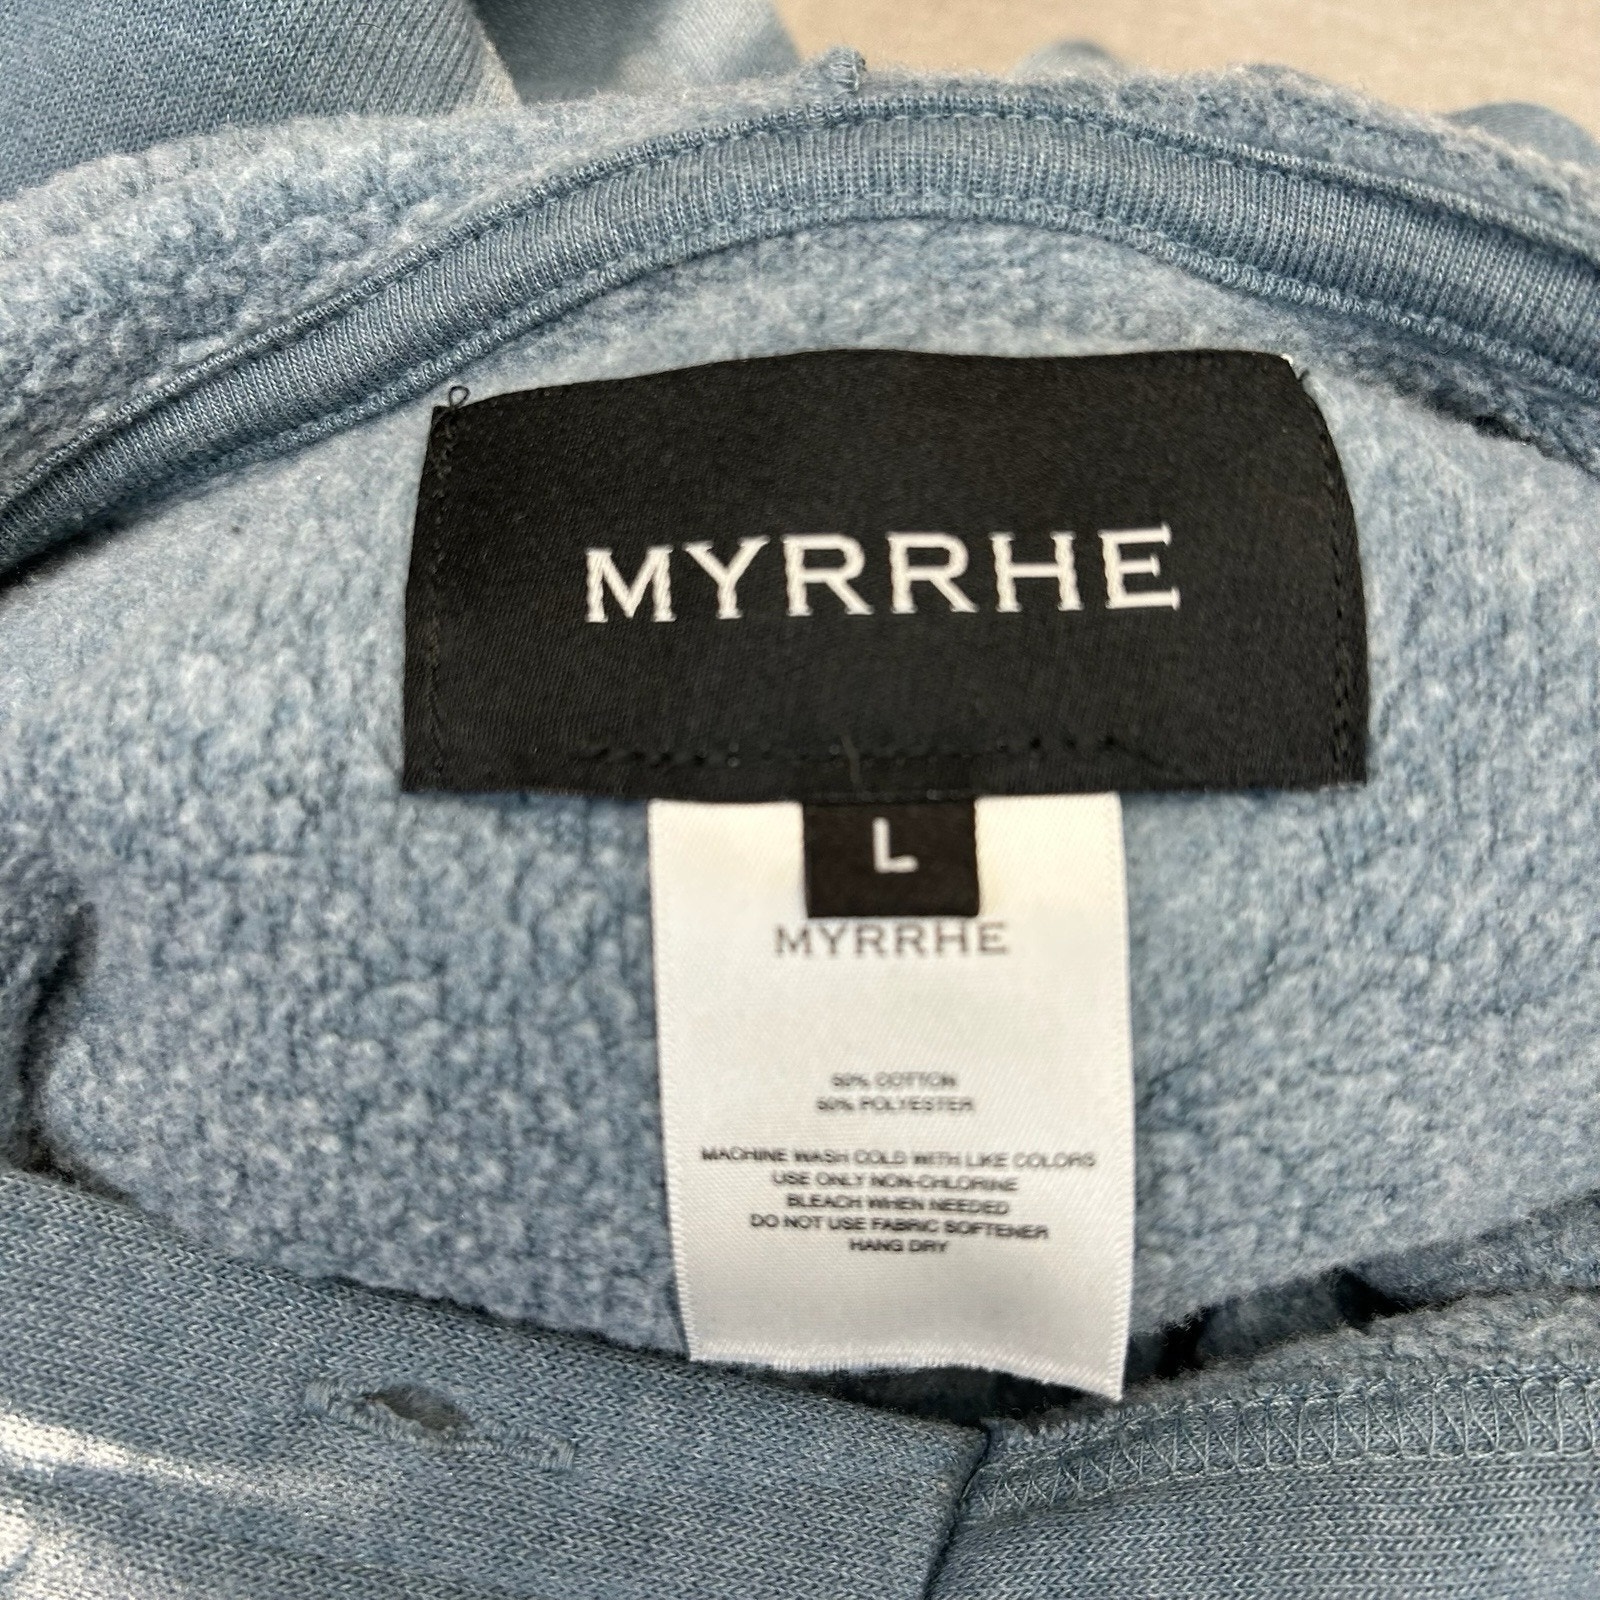 MYRRHE
L
MYRRHE
50% COTTON
50% POLYESTER
MACHINE WASH COLD WITH LIKE COLORS
USE ONLY NON-CHLORINE
BLEACH WHEN NEEDED
DO NOT USE FABRIC SOFTENER
HANG DRY